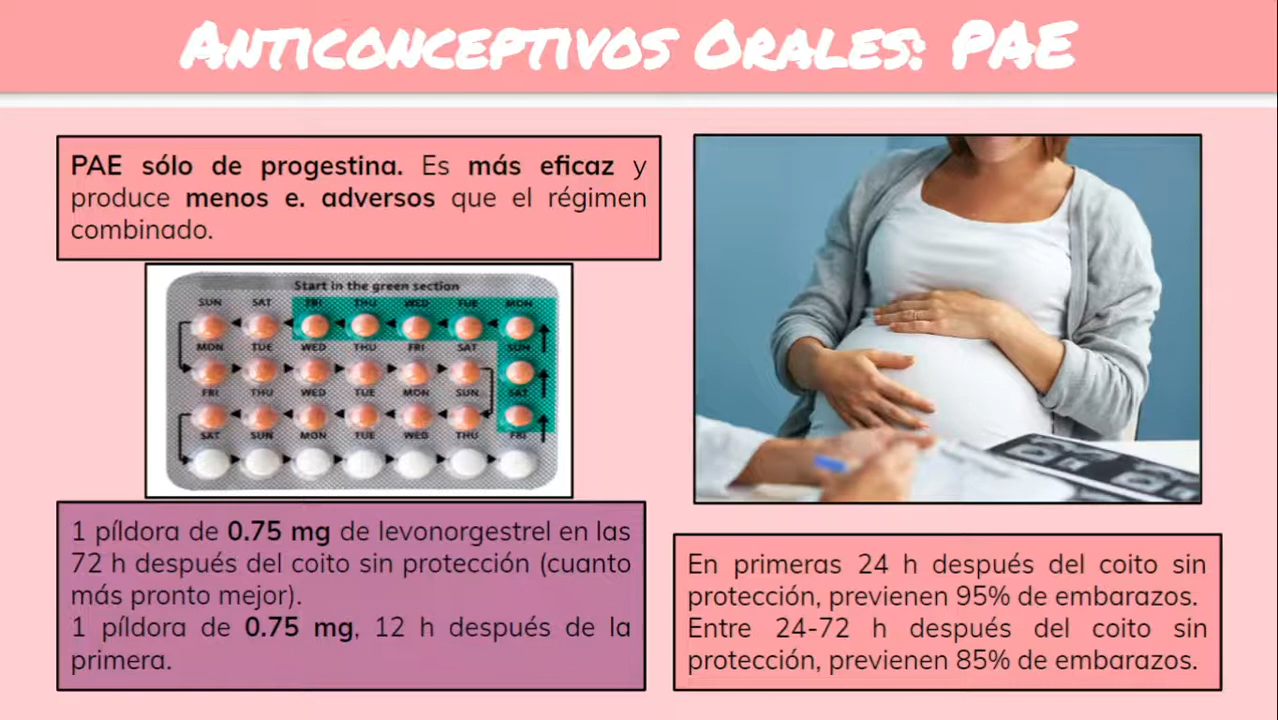 Anticonceptivos Orales: PAE
PAE sólo de progestina. Es más eficaz y
produce menos e. adversos que el régimen
combinado.
Start in the green section
SUN SAT FRI THU WED TUE MON
MON TUE WED THU FRI SAT SUN
FRI THU WED TUE MON SUN SAT
SAT SUN MON TUE WED THU FRI
1 píldora de 0.75 mg de levonorgestrel en las
72 h después del coito sin protección (cuanto
más pronto mejor).
1 píldora de 0.75 mg, 12 h después de la
primera.
En primeras 24 h después del coito sin
protección, previenen 95% de embarazos.
Entre 24-72 h después del coito sin
protección, previenen 85% de embarazos.